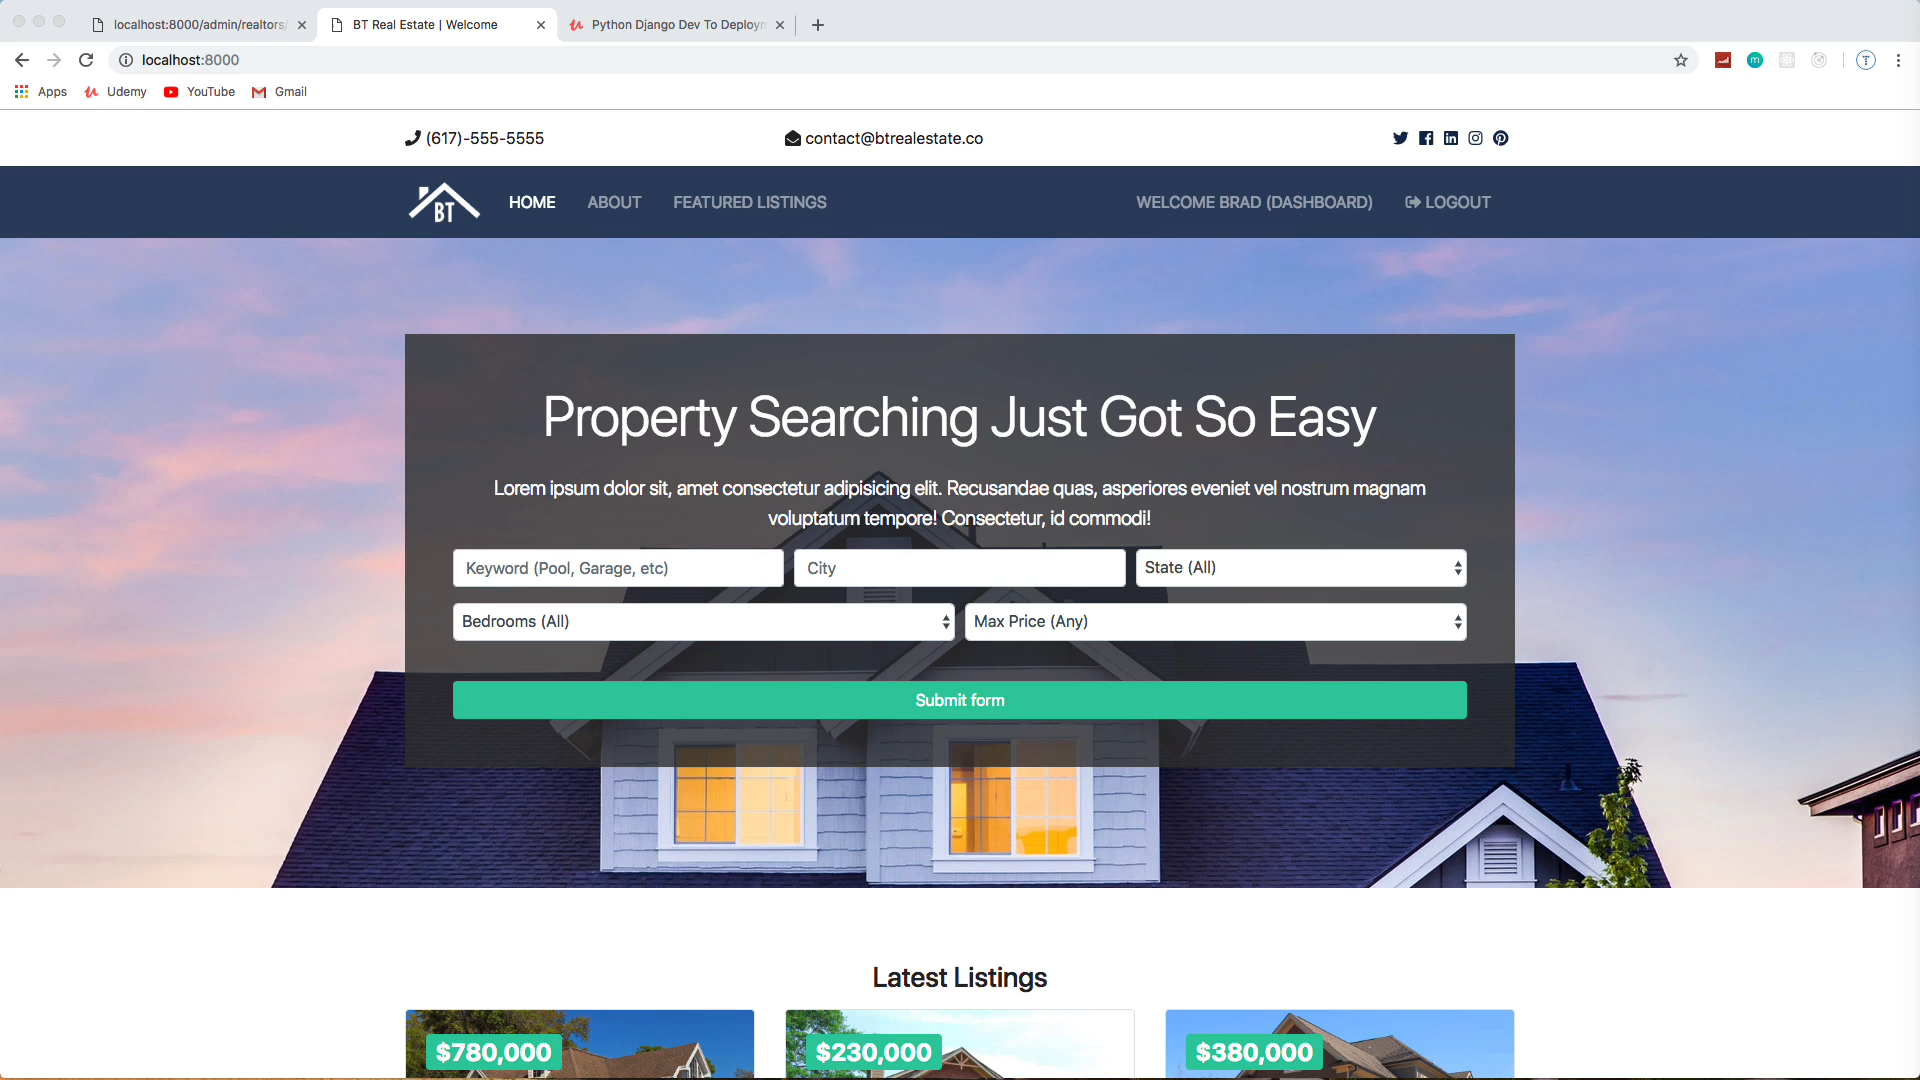 localhost:8000/admin/realtors/
BT Real Estate | Welcome
Python Django Dev To Deployn
localhost:8000
T
m
Apps
Udemy
YouTube
Gmail
(617)-555-5555
contact@btrealestate.co
BT
HOME
ABOUT
FEATURED LISTINGS
WELCOME BRAD (DASHBOARD)
LOGOUT
Property Searching Just Got So Easy
Lorem ipsum dolor sit, amet consectetur adipisicing elit. Recusandae quas, asperiores eveniet vel nostrum magnam
voluptatum tempore! Consectetur, id commodi!
Keyword (Pool, Garage, etc)
City
State (All)
Bedrooms (All)
Max Price (Any)
Submit form
Latest Listings
$780,000
$230,000
$380,000